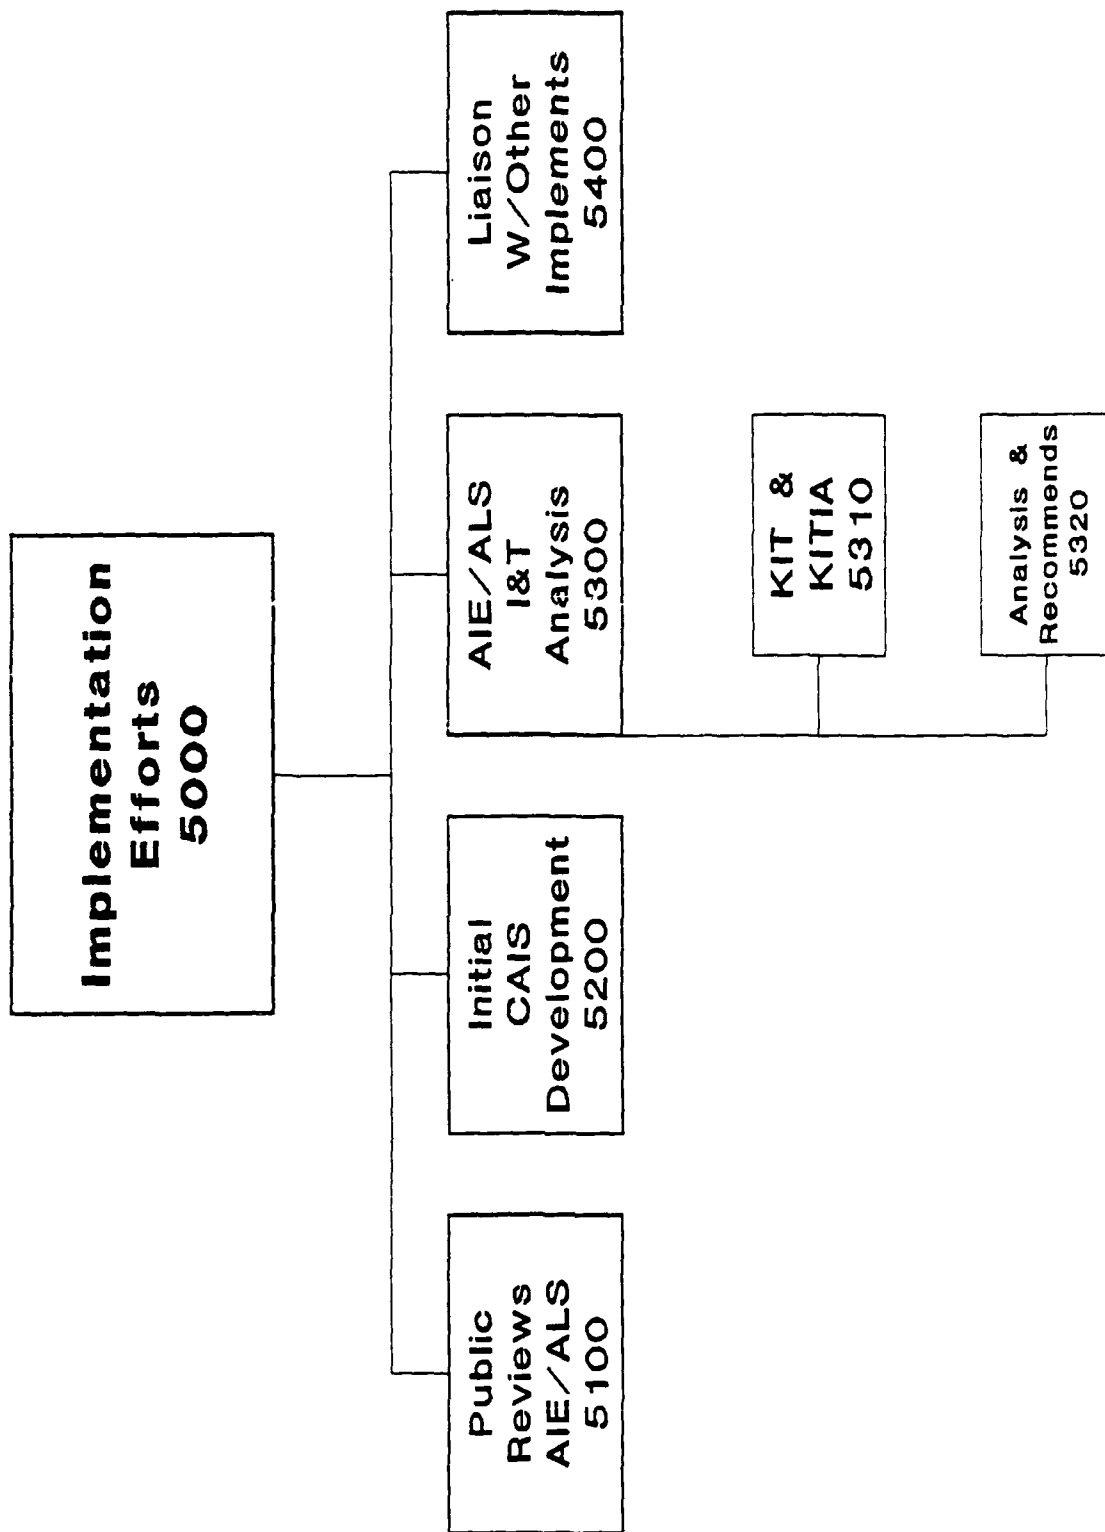 Implementation
Efforts
5000
Public
Reviews
AIE/ALS
5100
Initial
CAIS
Development
5200
AIE/ALS
I&T
Analysis
5300
KIT &
KITIA
5310
Analysis &
Recommends
5320
Liaison
W/Other
Implements
5400